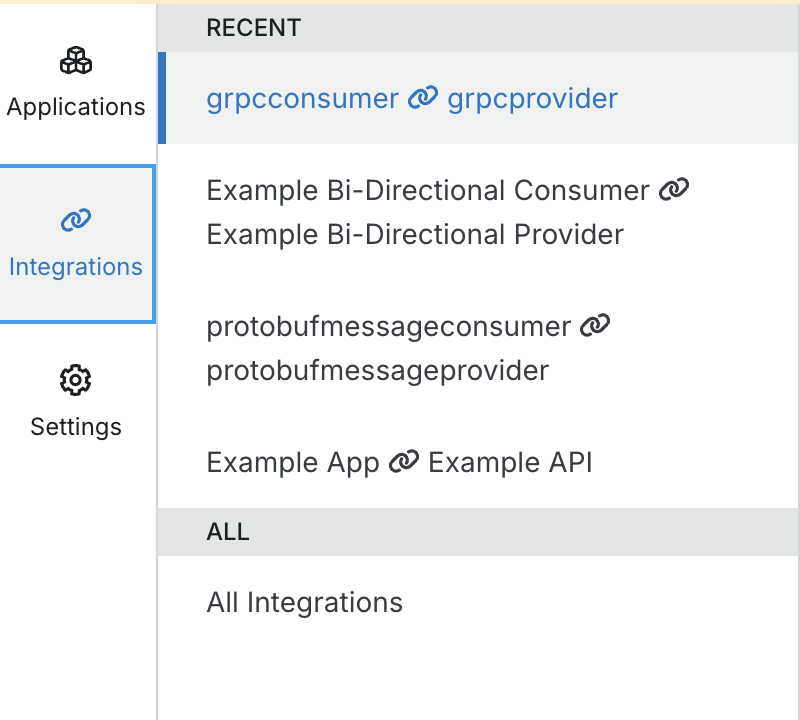 Applications
Integrations
Settings
RECENT
grpcconsumer grpcprovider
Example Bi-Directional Consumer
Example Bi-Directional Provider
protobufmessageconsumer
protobufmessageprovider
Example App Example API
ALL
All Integrations